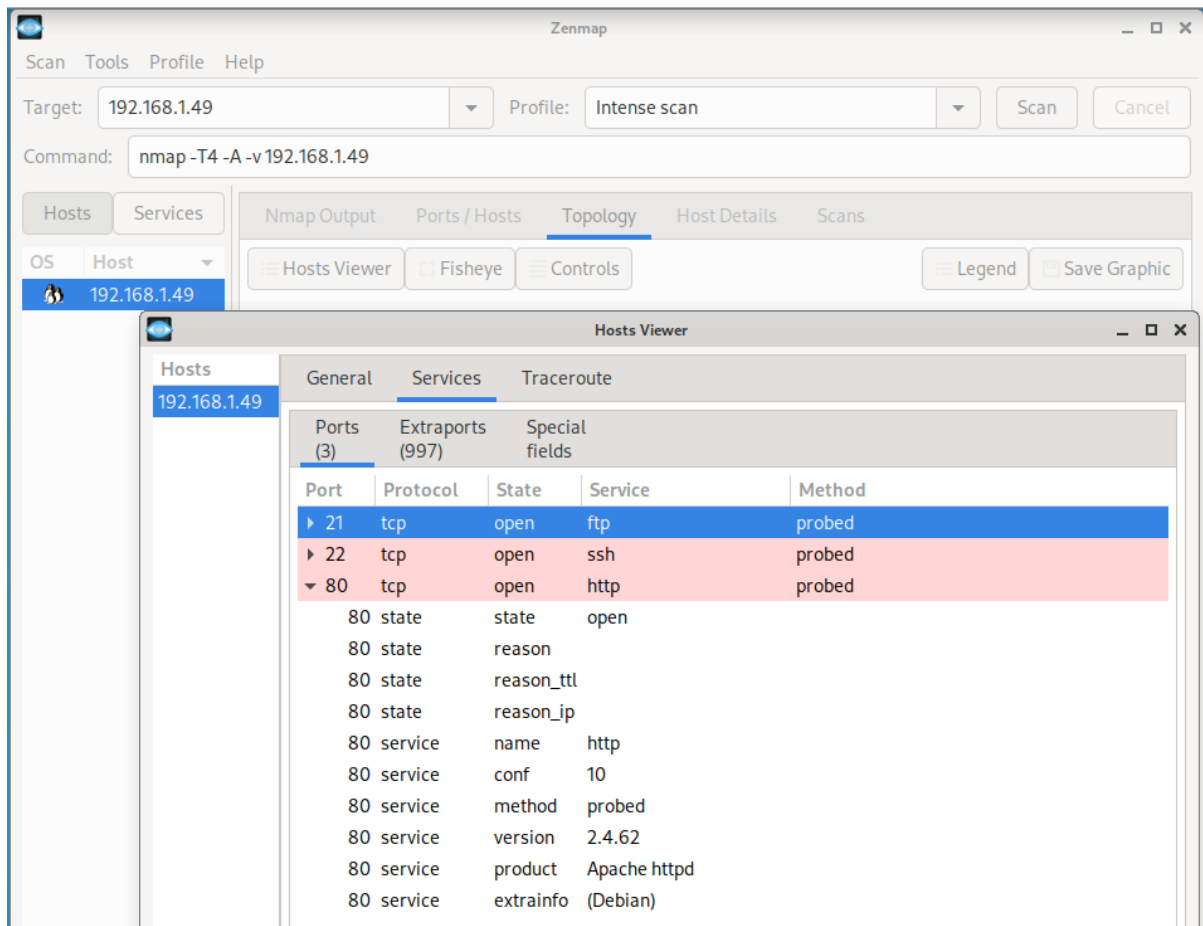 Zenmap
Scan Tools Profile Help
Target: 192.168.1.49 Profile: Intense scan Scan Cancel
Command: nmap -T4 -A -v 192.168.1.49
Hosts Services Nmap Output Ports / Hosts Topology Host Details Scans
OS Host Hosts Viewer Fisheye Controls Legend Save Graphic
192.168.1.49
Hosts Viewer
Hosts General Services Traceroute
192.168.1.49
Ports Extraports Special
(3) (997) fields
Port Protocol State Service Method
21 tcp open ftp probed
22 tcp open ssh probed
80 tcp open http probed
80 state state open
80 state reason
80 state reason_ttl
80 state reason_ip
80 service name http
80 service conf 10
80 service method probed
80 service version 2.4.62
80 service product Apache httpd
80 service extrainfo (Debian)